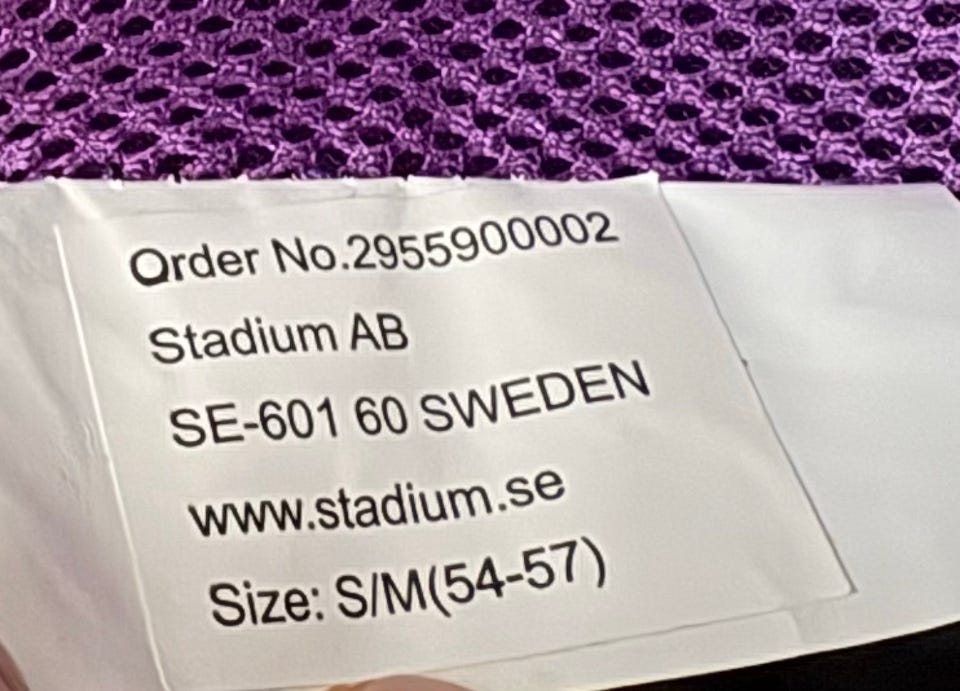 Order No.2955900002
Stadium AB
SE-601 60 SWEDEN
www.stadium.se
Size: S/M(54-57)